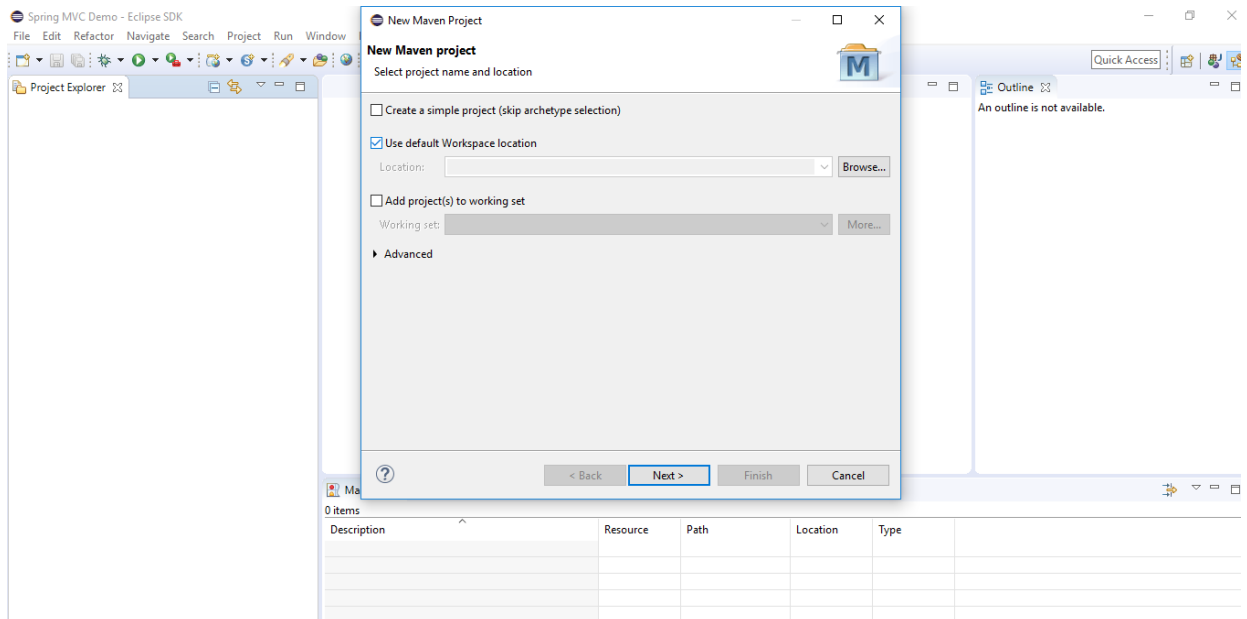 Spring MVC Demo - Eclipse SDK
File Edit Refactor Navigate Search Project Run Window
Quick Access
Project Explorer
New Maven Project
New Maven project
Select project name and location
M
Create a simple project (skip archetype selection)
Use default Workspace location
Location:
Browse...
Add project(s) to working set
Working set:
More...
Advanced
?
< Back
Next >
Finish
Cancel
Outline
An outline is not available.
Ma
0 items
Description Resource Path Location Type